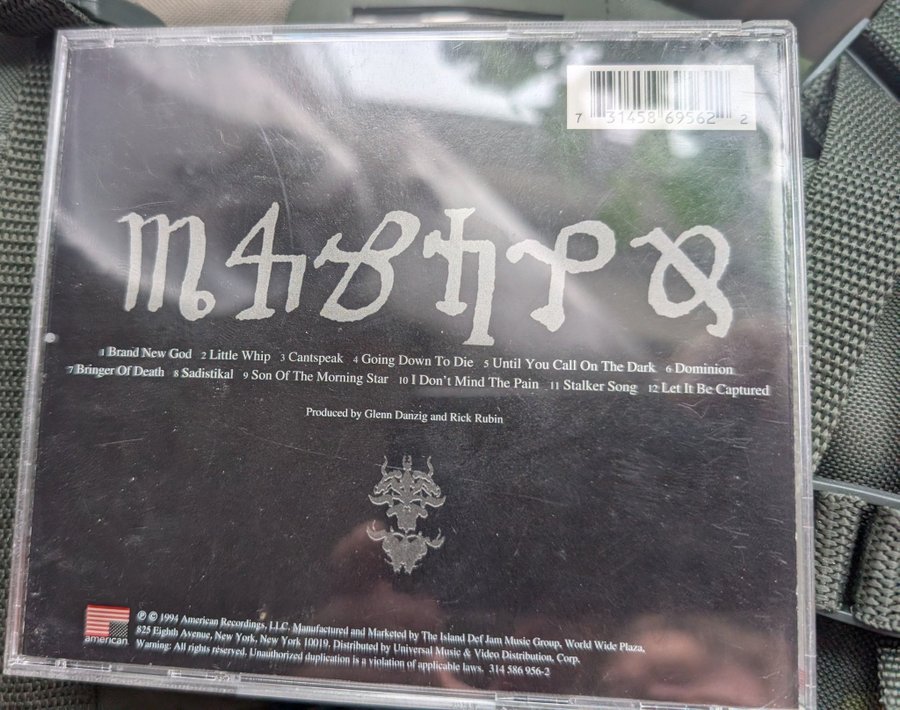 7 31458 69562 2
1 Brand New God 2 Little Whip 3 Cantspeak 4 Going Down To Die 5 Until You Call On The Dark 6 Dominion
7 Bringer Of Death 8 Sadistikal 9 Son Of The Morning Star 10 I Don't Mind The Pain 11 Stalker Song 12 Let It Be Captured
Produced by Glenn Danzig and Rick Rubin
american
℗ © 1994 American Recordings, LLC. Manufactured and Marketed by The Island Def Jam Music Group, World Wide Plaza,
825 Eighth Avenue, New York, New York 10019. Distributed by Universal Music & Video Distribution, Corp.
Warning: All rights reserved. Unauthorized duplication is a violation of applicable laws. 314 586 956-2